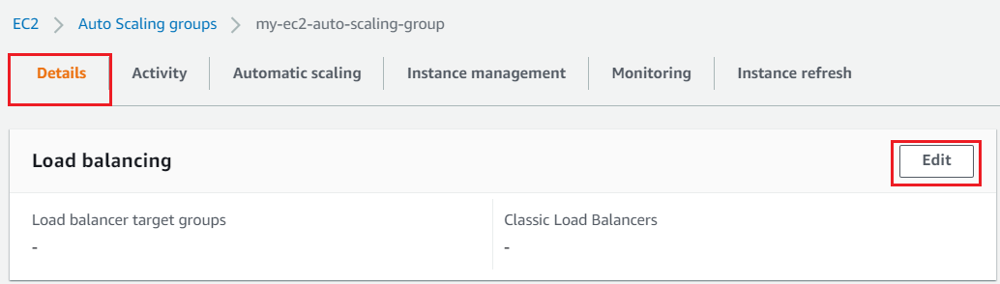 EC2 > Auto Scaling groups > my-ec2-auto-scaling-group
Details Activity Automatic scaling Instance management Monitoring Instance refresh
Load balancing Edit
Load balancer target groups Classic Load Balancers
- -